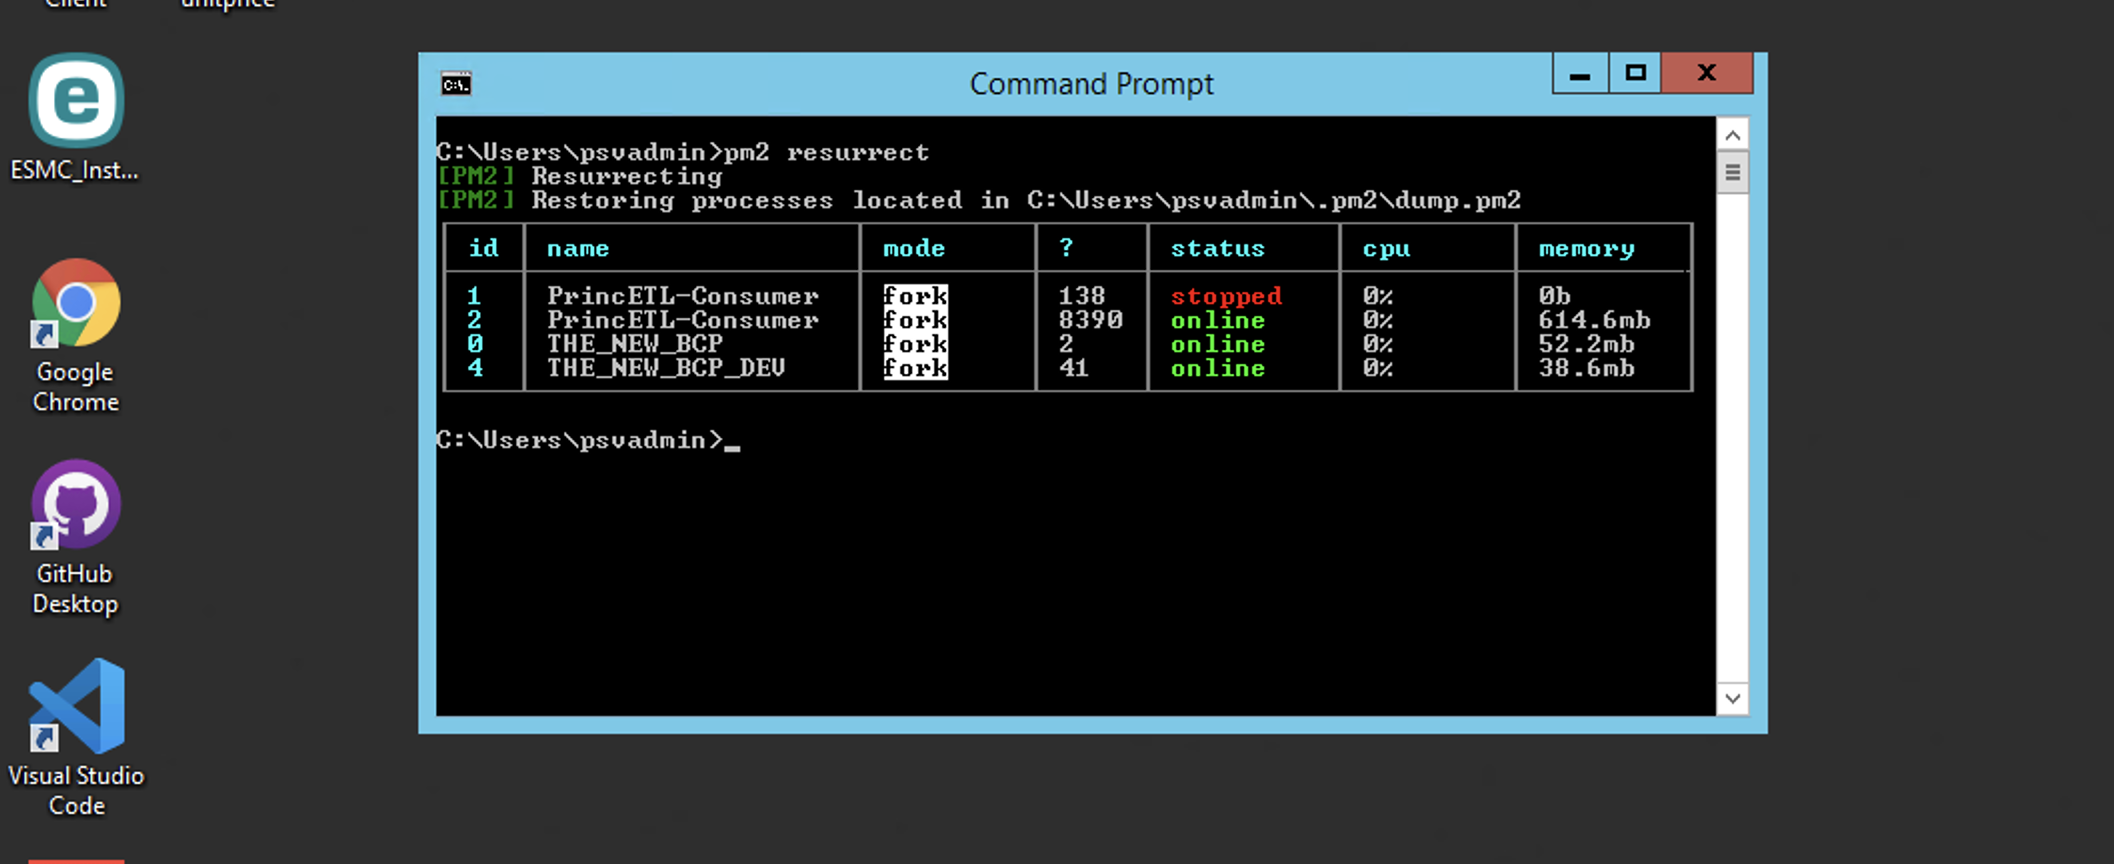 Client
unitprice
ESMC_Inst...
Google
Chrome
GitHub
Desktop
Visual Studio
Code
Command Prompt
C:\Users\psvadmin>pm2 resurrect
[PM2] Resurrecting
[PM2] Restoring processes located in C:\Users\psvadmin\.pm2\dump.pm2
id name mode ? status cpu memory
1 PrincETL-Consumer fork 138 stopped 0% 0b
2 PrincETL-Consumer fork 8390 online 0% 614.6mb
0 THE_NEW_BCP fork 2 online 0% 52.2mb
4 THE_NEW_BCP_DEV fork 41 online 0% 38.6mb
C:\Users\psvadmin>_